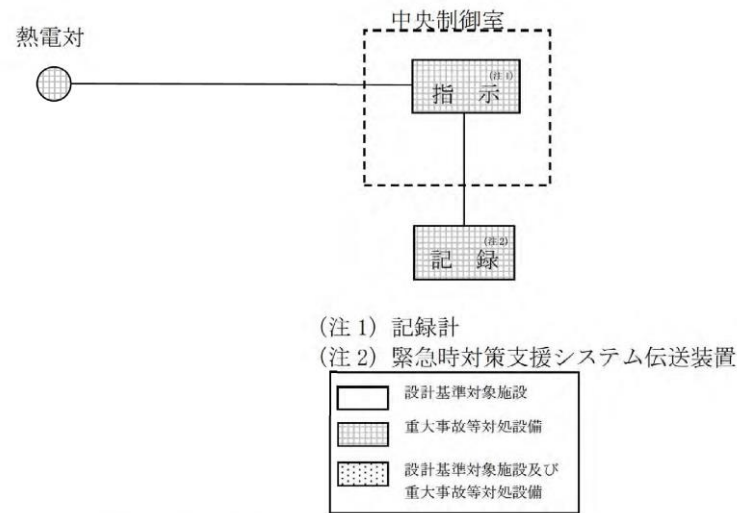 中央制御室
熱電対
指 示 (注1)
記 録 (注2)
(注1) 記録計
(注2) 緊急時対策支援システム伝送装置
設計基準対象施設
重大事故等対処設備
設計基準対象施設及び
重大事故等対処設備